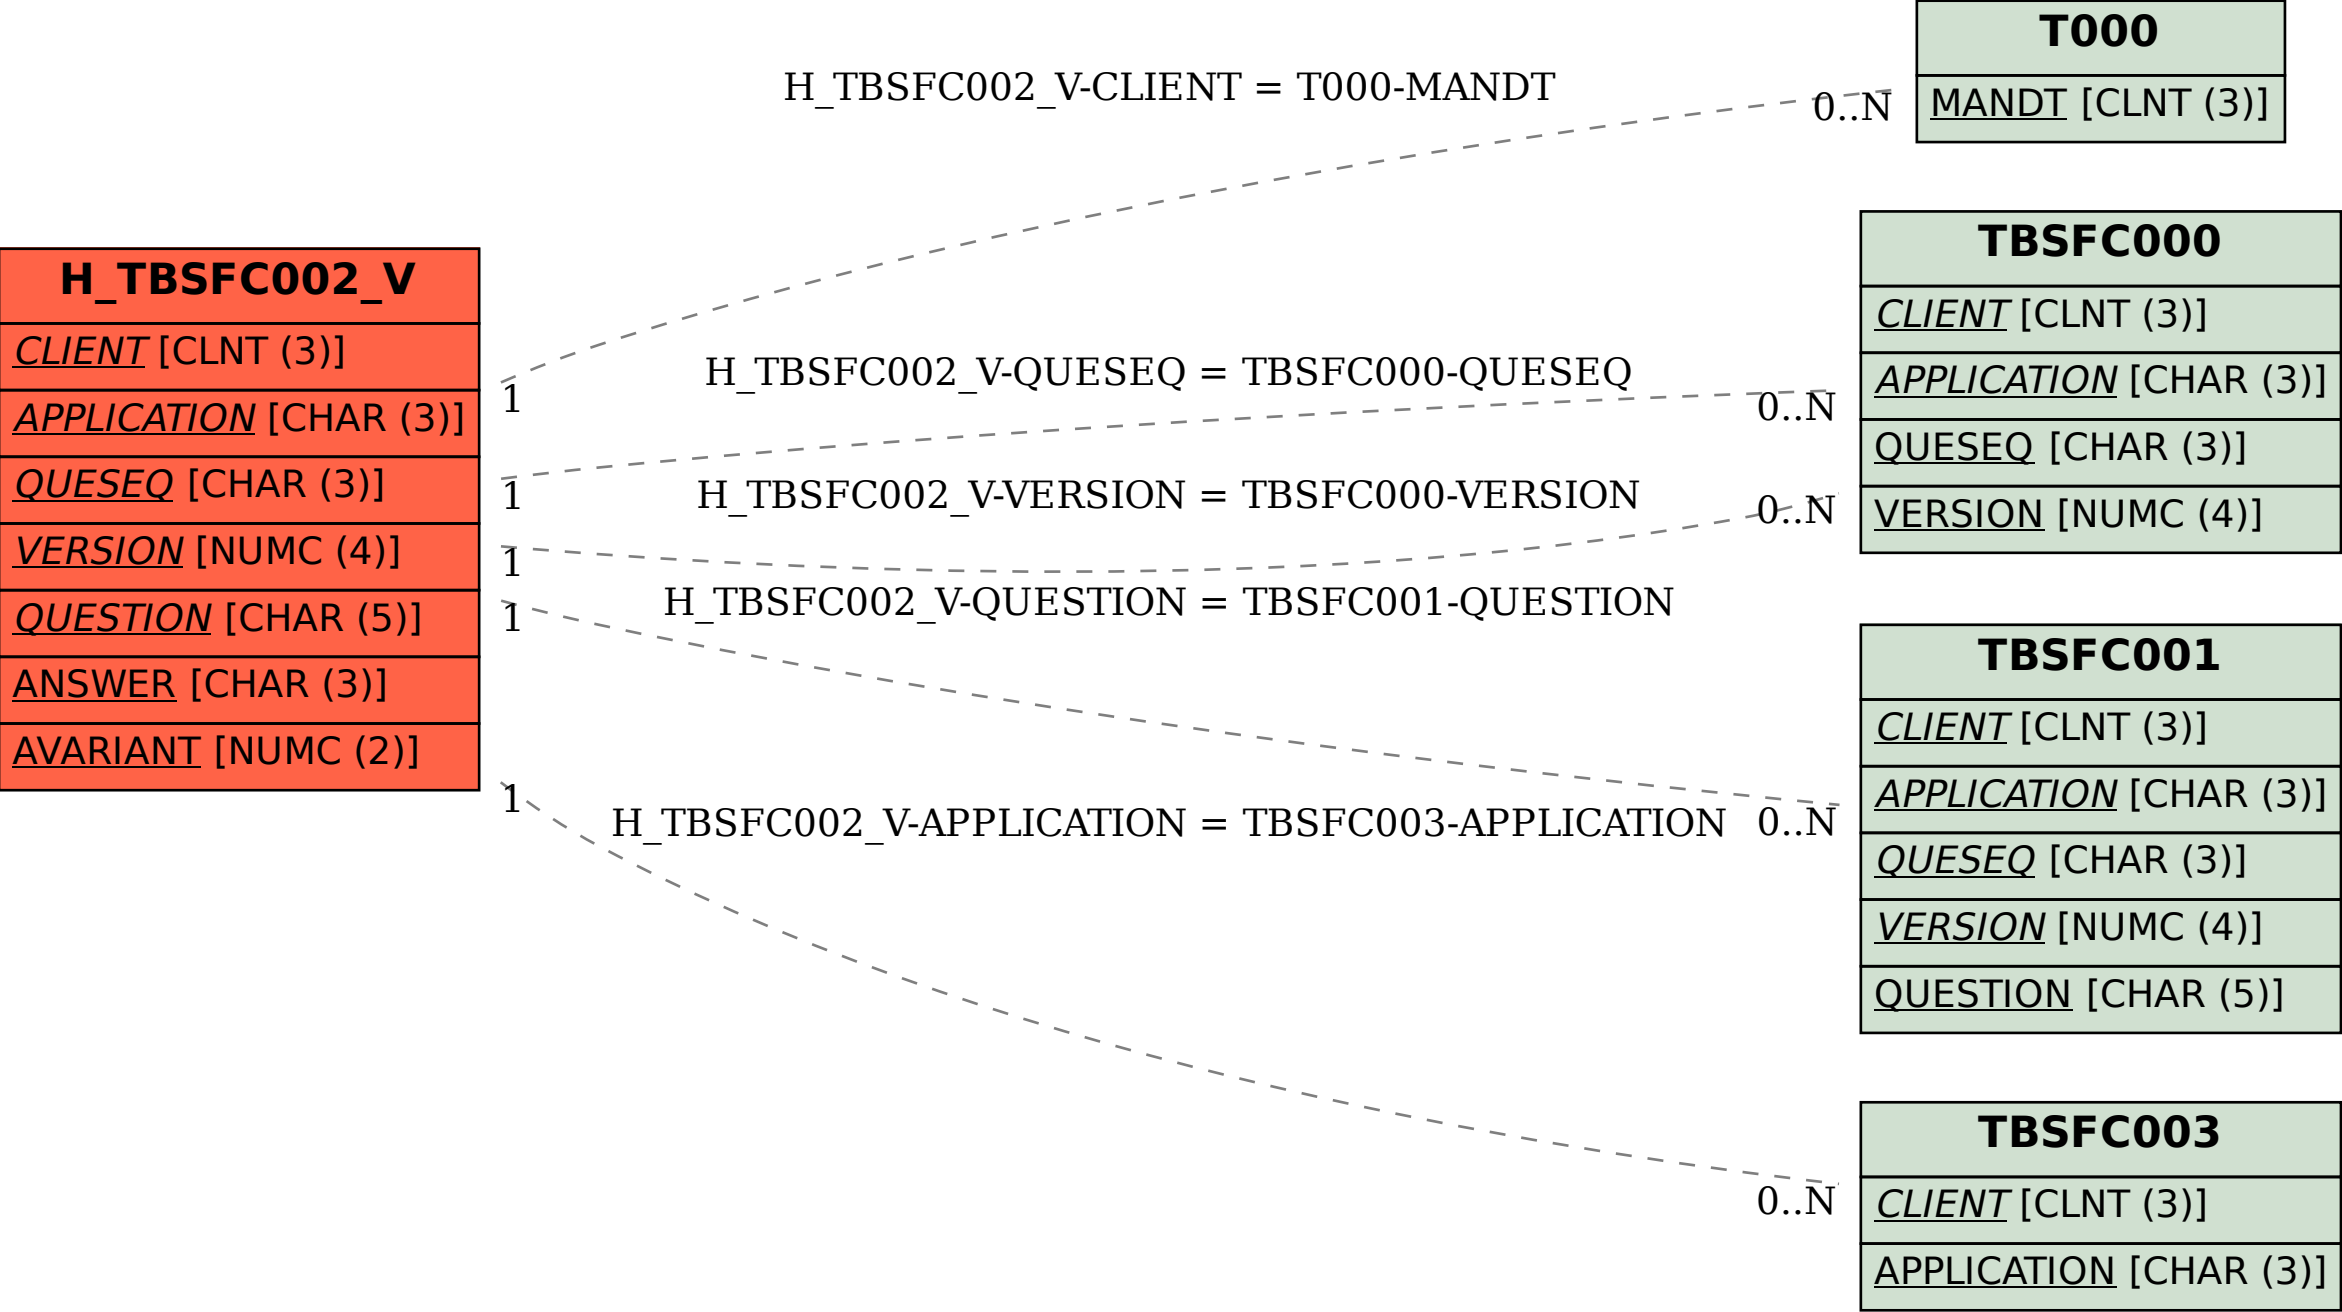 H_TBSFC002_V
CLIENT [CLNT (3)]
APPLICATION [CHAR (3)]
QUESEQ [CHAR (3)]
VERSION [NUMC (4)]
QUESTION [CHAR (5)]
ANSWER [CHAR (3)]
AVARIANT [NUMC (2)]
H_TBSFC002_V-CLIENT = T000-MANDT
1
0..N
H_TBSFC002_V-QUESEQ = TBSFC000-QUESEQ
1
0..N
H_TBSFC002_V-VERSION = TBSFC000-VERSION
1
0..N
H_TBSFC002_V-QUESTION = TBSFC001-QUESTION
1
0..N
H_TBSFC002_V-APPLICATION = TBSFC003-APPLICATION
1
0..N
T000
MANDT [CLNT (3)]
TBSFC000
CLIENT [CLNT (3)]
APPLICATION [CHAR (3)]
QUESEQ [CHAR (3)]
VERSION [NUMC (4)]
TBSFC001
CLIENT [CLNT (3)]
APPLICATION [CHAR (3)]
QUESEQ [CHAR (3)]
VERSION [NUMC (4)]
QUESTION [CHAR (5)]
TBSFC003
CLIENT [CLNT (3)]
APPLICATION [CHAR (3)]